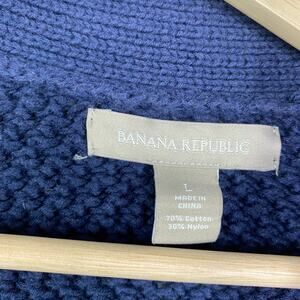 BANANA REPUBLIC
L
MADE IN
CHINA
70% Cotton
30% Nylon